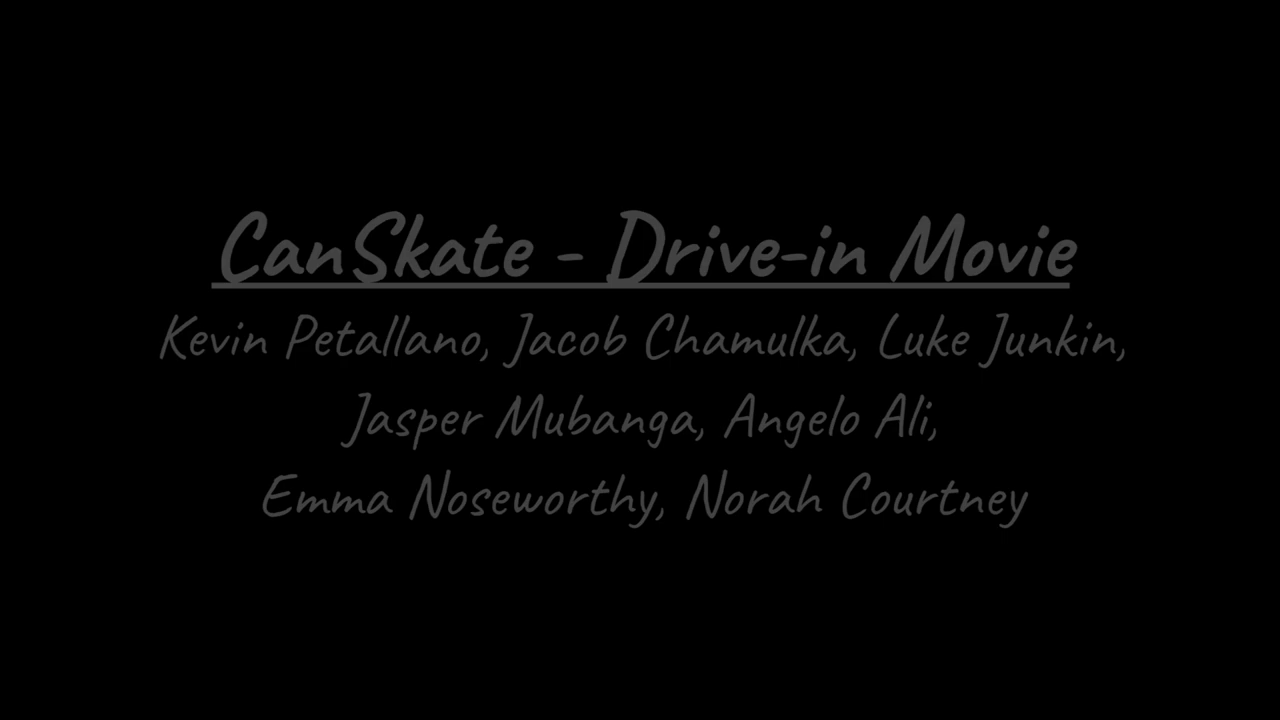 CanSkate - Drive-in Movie
Kevin Petallano, Jacob Chamulka, Luke Junkin,
Jasper Mubanga, Angelo Ali,
Emma Noseworthy, Norah Courtney